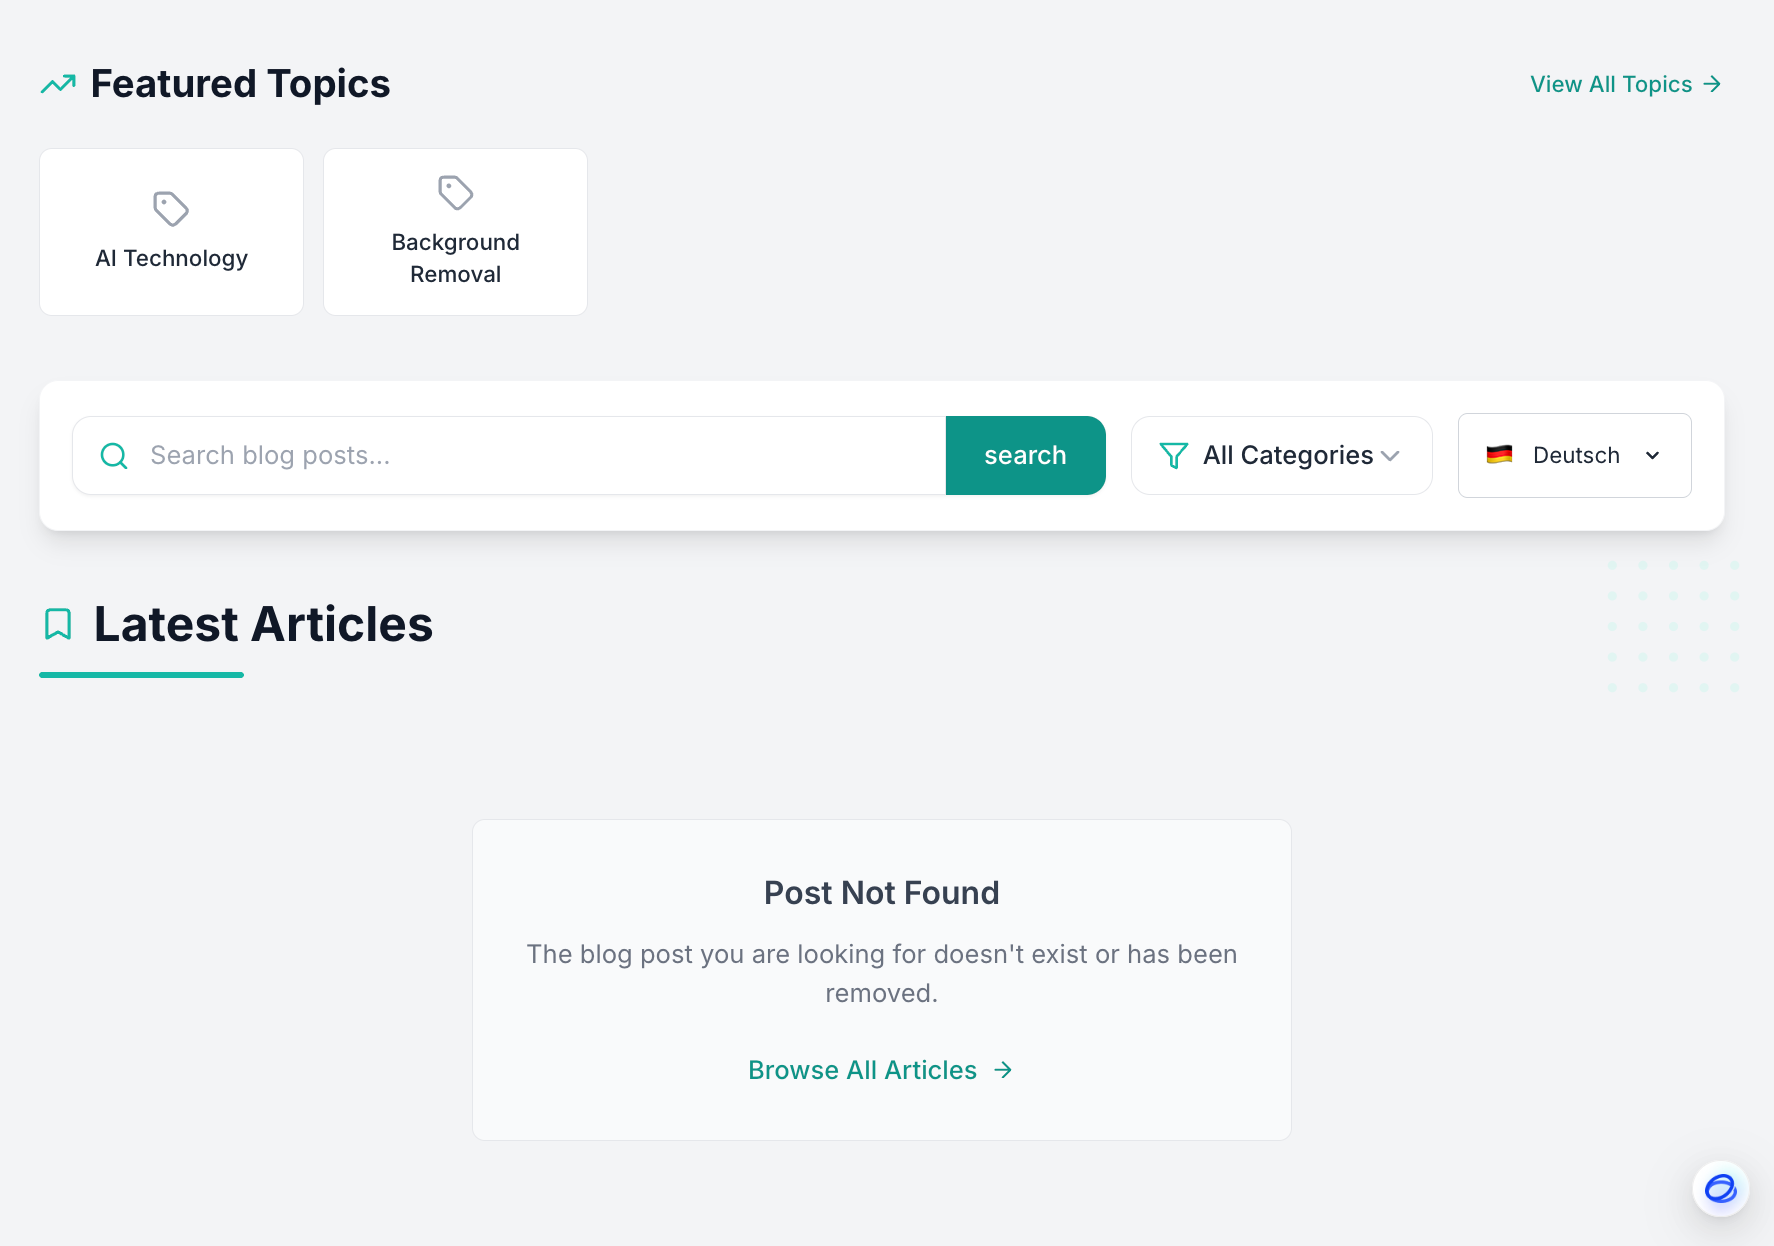 Featured Topics
View All Topics
AI Technology
Background
Removal
Search blog posts...
search
All Categories
Deutsch
Latest Articles
Post Not Found
The blog post you are looking for doesn't exist or has been
removed.
Browse All Articles